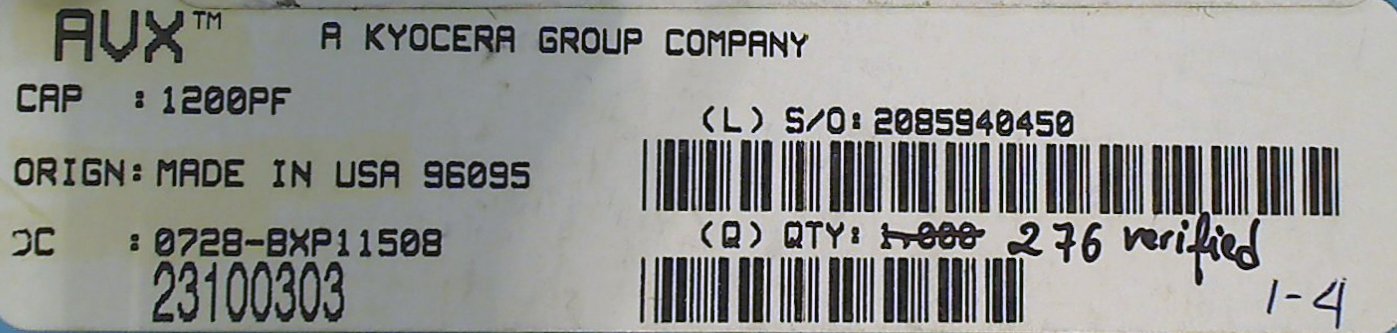 AVX™ A KYOCERA GROUP COMPANY
CAP : 1200PF
(L) S/O: 2085940450
ORIGN: MADE IN USA 96095
(Q) QTY: 1,000 276 verified
DC : 0728-BXP11508
23100303
1-4